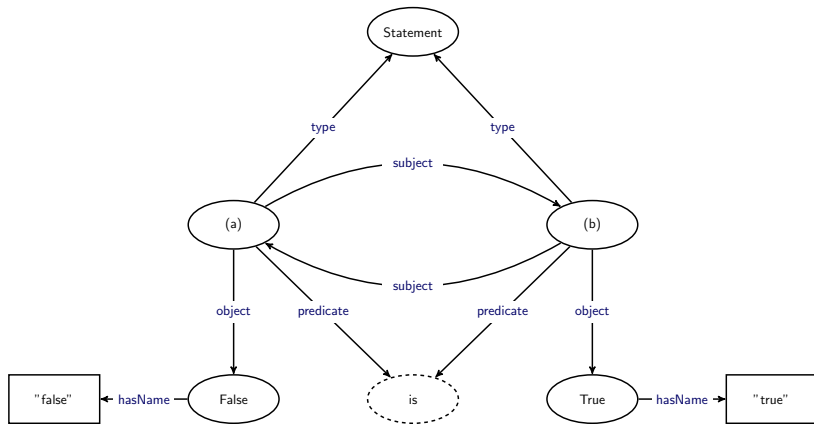 Statement
type type
subject
(a) (b)
subject
object predicate predicate object
"false" hasName False is True hasName "true"